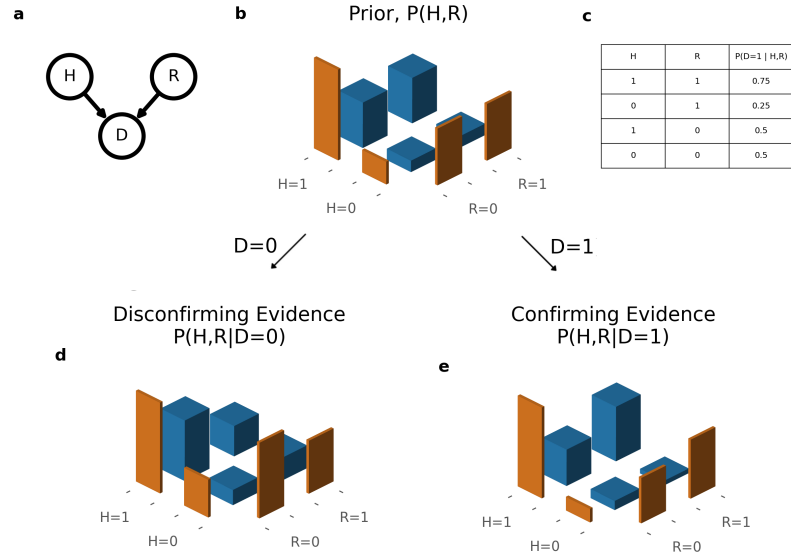 a
H
R
D
b
Prior, P(H,R)
H=1
H=0
R=0
R=1
c
H R P(D=1 | H,R)
1 1 0.75
0 1 0.25
1 0 0.5
0 0 0.5
D=0
D=1
Disconfirming Evidence
P(H,R|D=0)
d
H=1
H=0
R=0
R=1
Confirming Evidence
P(H,R|D=1)
e
H=1
H=0
R=0
R=1